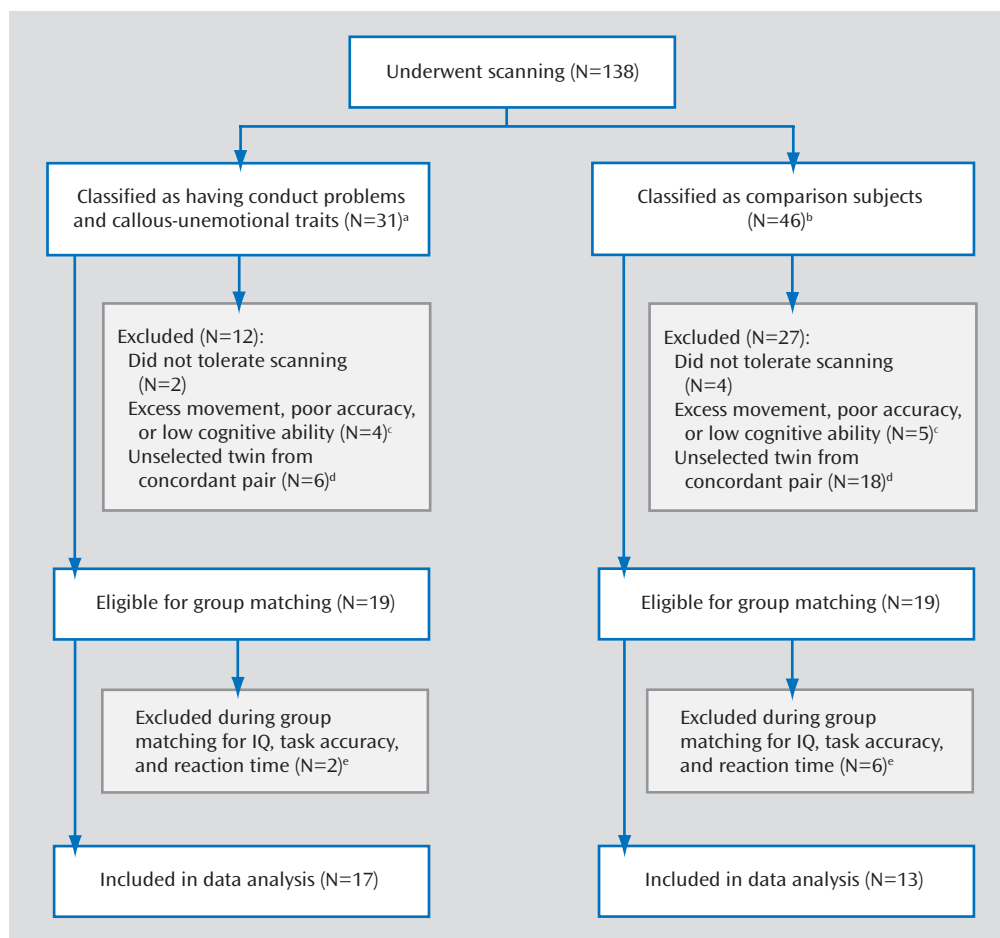 Underwent scanning (N=138)
Classified as having conduct problems
and callous-unemotional traits (N=31)a
Classified as comparison subjects
(N=46)b
Excluded (N=12):
Did not tolerate scanning
(N=2)
Excess movement, poor accuracy,
or low cognitive ability (N=4)c
Unselected twin from
concordant pair (N=6)d
Excluded (N=27):
Did not tolerate scanning
(N=4)
Excess movement, poor accuracy,
or low cognitive ability (N=5)c
Unselected twin from
concordant pair (N=18)d
Eligible for group matching (N=19)
Eligible for group matching (N=19)
Excluded during group
matching for IQ, task accuracy,
and reaction time (N=2)e
Excluded during group
matching for IQ, task accuracy,
and reaction time (N=6)e
Included in data analysis (N=17)
Included in data analysis (N=13)